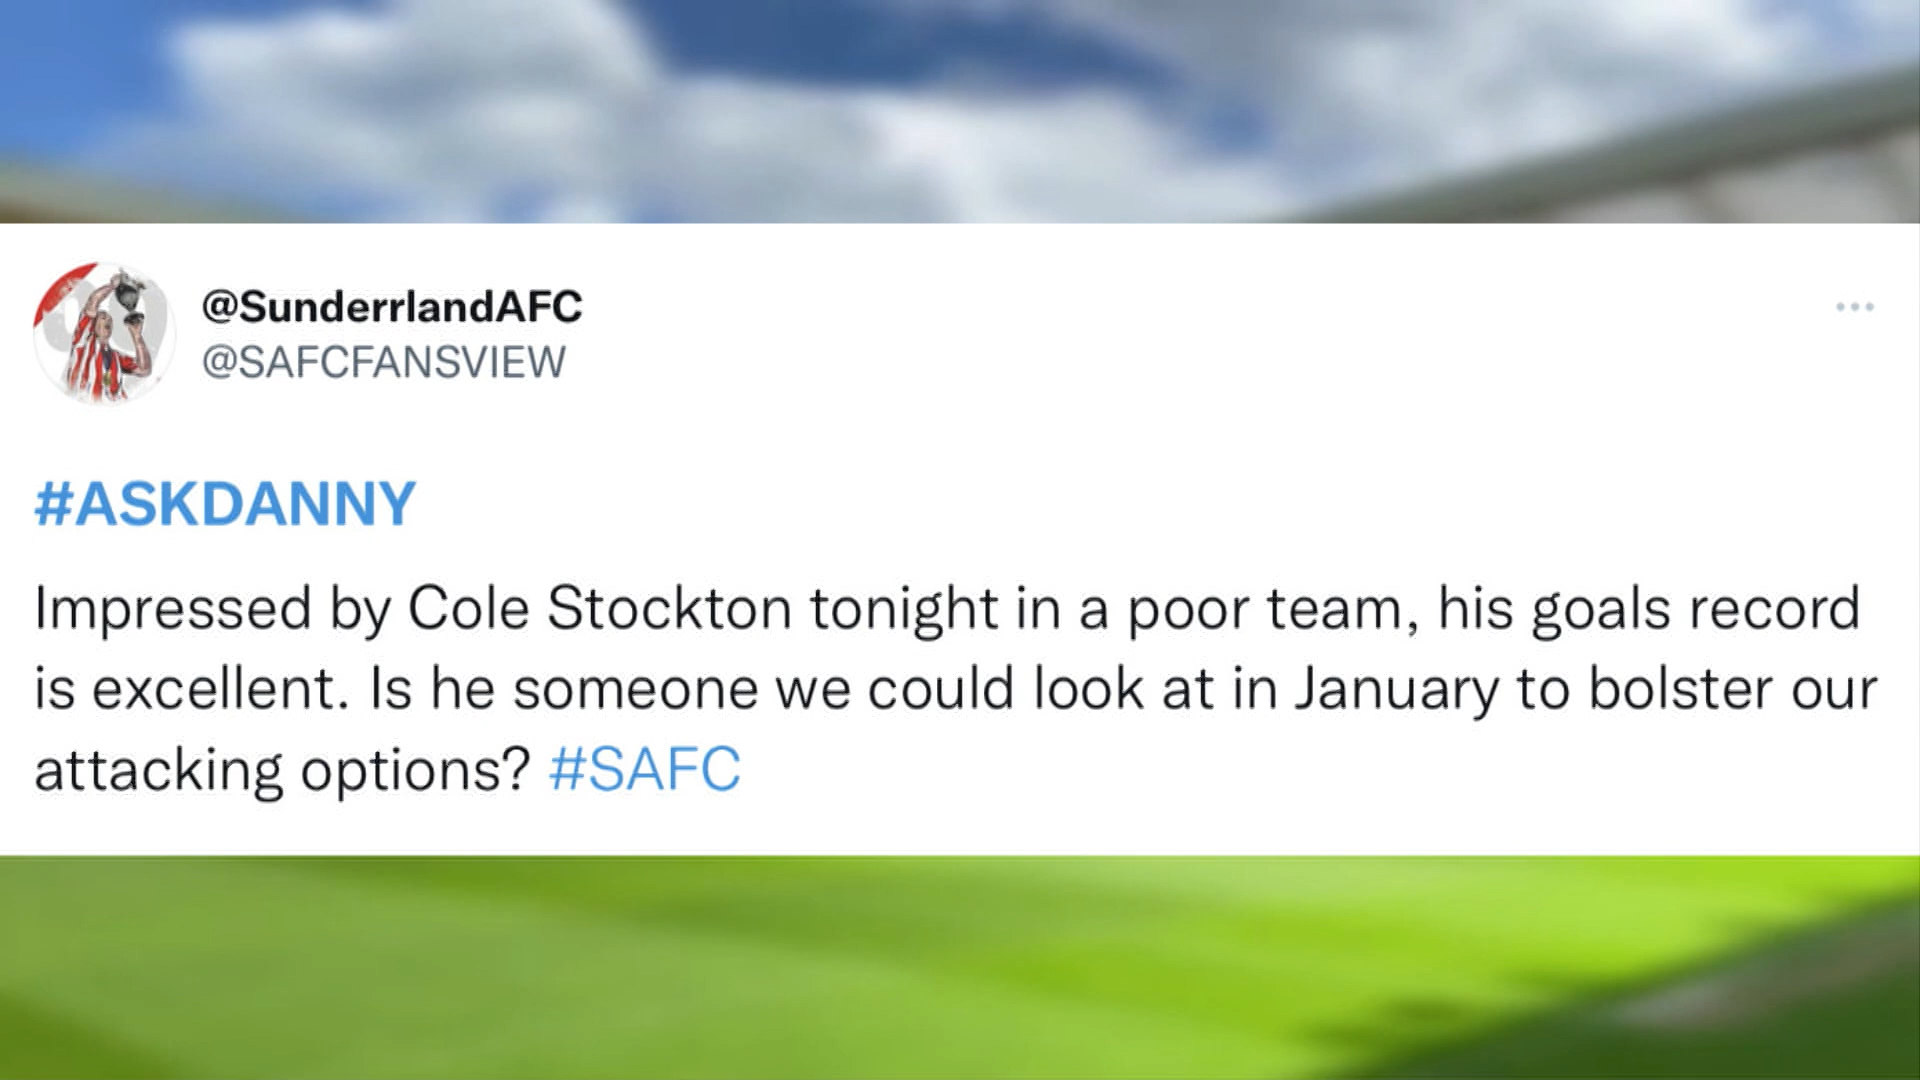 @SunderrlandAFC
@SAFCFANSVIEW
#ASKDANNY
Impressed by Cole Stockton tonight in a poor team, his goals record
is excellent. Is he someone we could look at in January to bolster our
attacking options? #SAFC